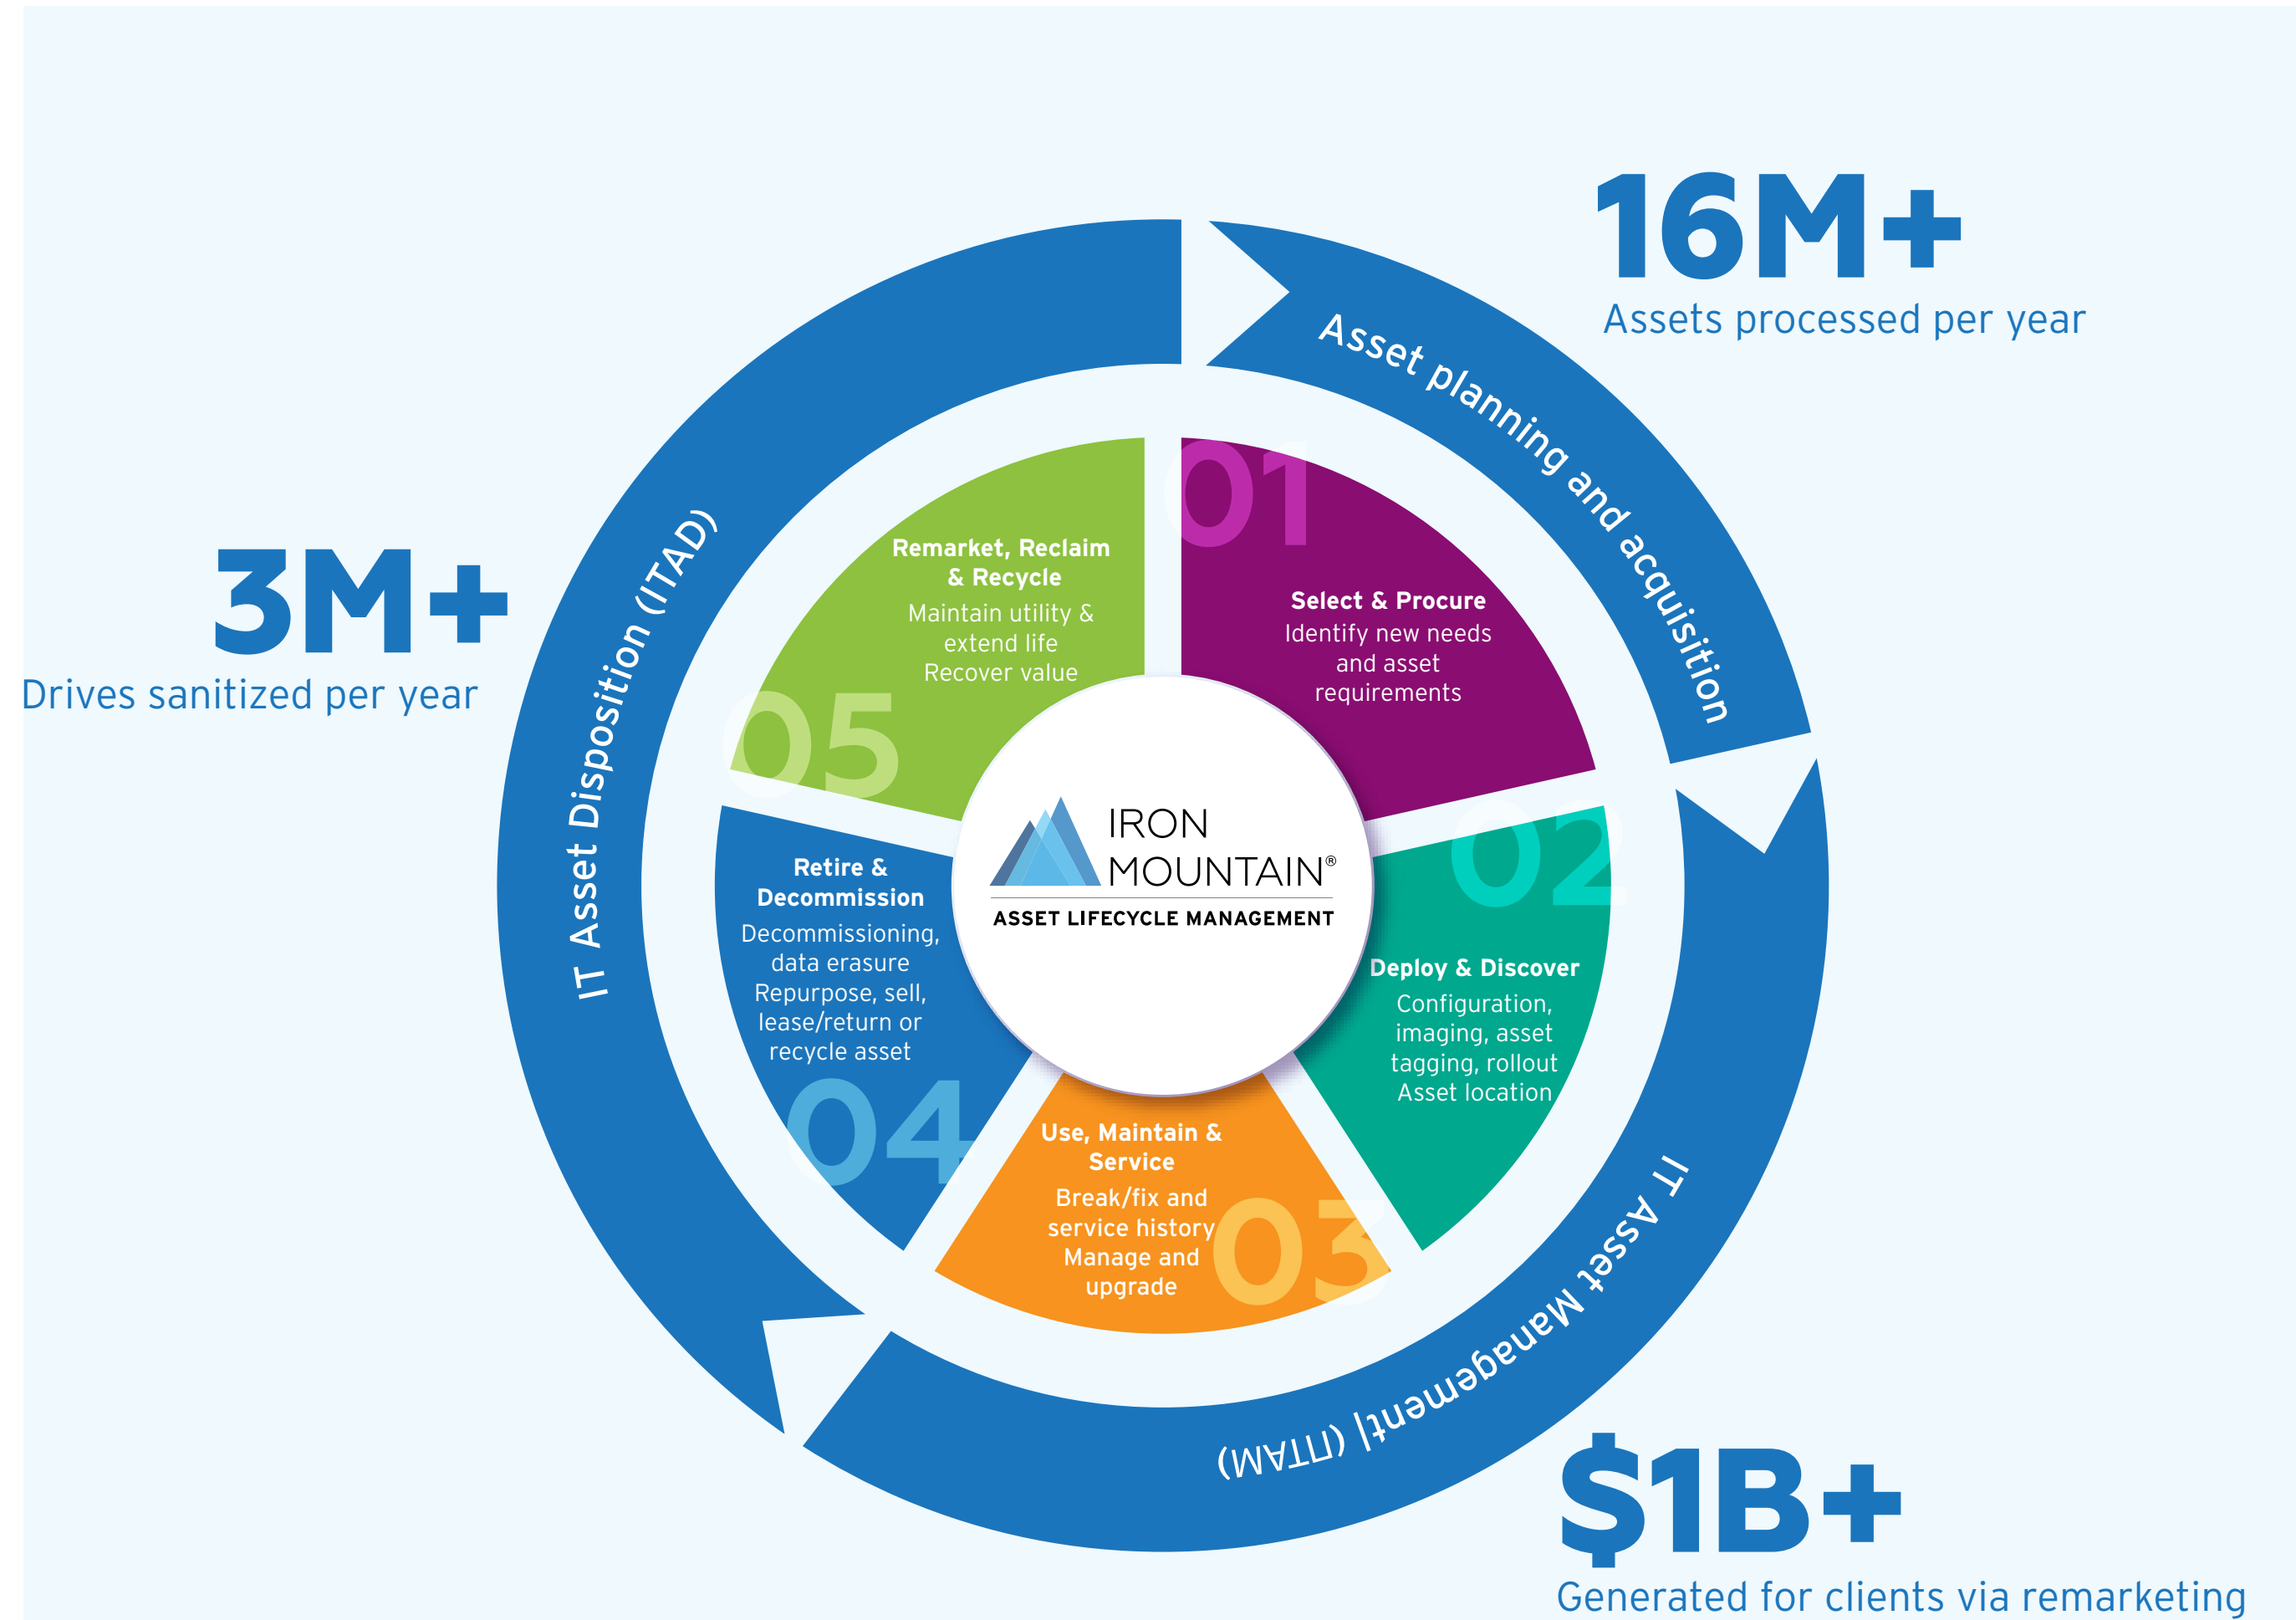 16M+
Assets processed per year
Asset planning and acquisition
3M+
Drives sanitized per year
IT Asset Disposition (ITAD)
01
Select & Procure
Identify new needs
and asset
requirements
02
Deploy & Discover
Configuration,
imaging, asset
tagging, rollout
Asset location
IT Asset Management| (ITAM)
03
Use, Maintain &
Service
Break/fix and
service history
Manage and
upgrade
04
Retire &
Decommission
Decommissioning,
data erasure
Repurpose, sell,
lease/return or
recycle asset
05
Remarket, Reclaim
& Recycle
Maintain utility &
extend life
Recover value
IRON
MOUNTAIN®
ASSET LIFECYCLE MANAGEMENT
$1B+
Generated for clients via remarketing